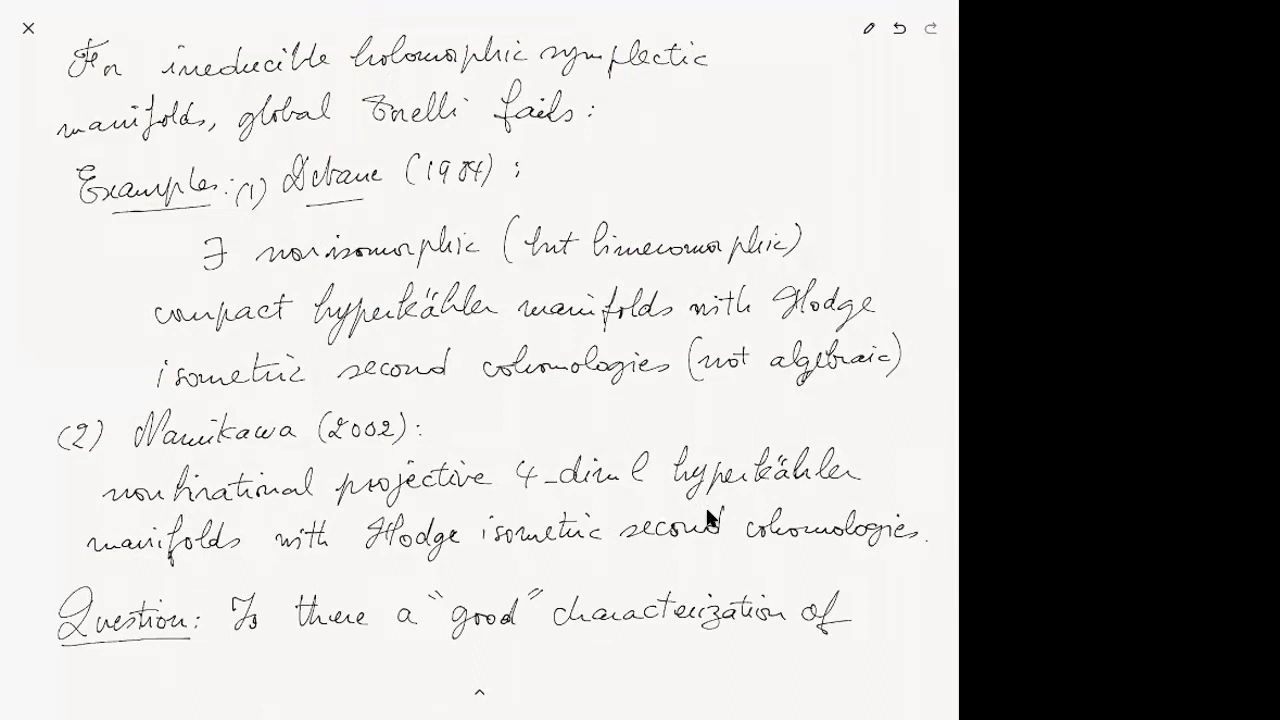 For irreducible holomorphic symplectic
manifolds, global Torelli fails:
Examples: (1) Debarre (1984):
∃ nonisomorphic (but bimeromorphic)
compact hyperkähler manifolds with Hodge
isometric second cohomologies (not algebraic)
(2) Namikawa (2002):
nonbirational projective 4-dim'l hyperkähler
manifolds with Hodge isometric second cohomologies.
Question: Is there a "good" characterization of